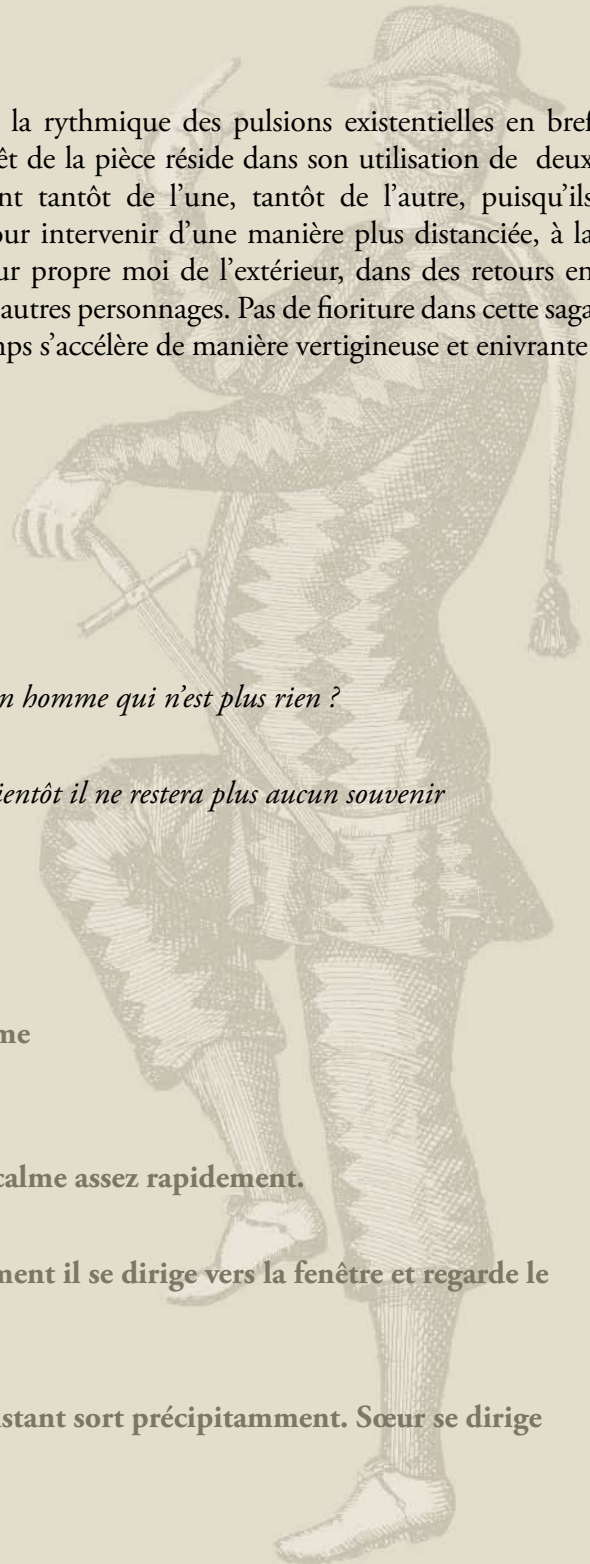 la rythmique des pulsions existentielles en bref
êt de la pièce réside dans son utilisation de deux
nt tantôt de l’une, tantôt de l’autre, puisqu’ils
our intervenir d’une manière plus distanciée, à la
ur propre moi de l’extérieur, dans des retours en
autres personnages. Pas de fioriture dans cette saga
mps s’accélère de manière vertigineuse et enivrante
n homme qui n’est plus rien ?
ientôt il ne restera plus aucun souvenir
me
calme assez rapidement.
ment il se dirige vers la fenêtre et regarde le
stant sort précipitamment. Sœur se dirige